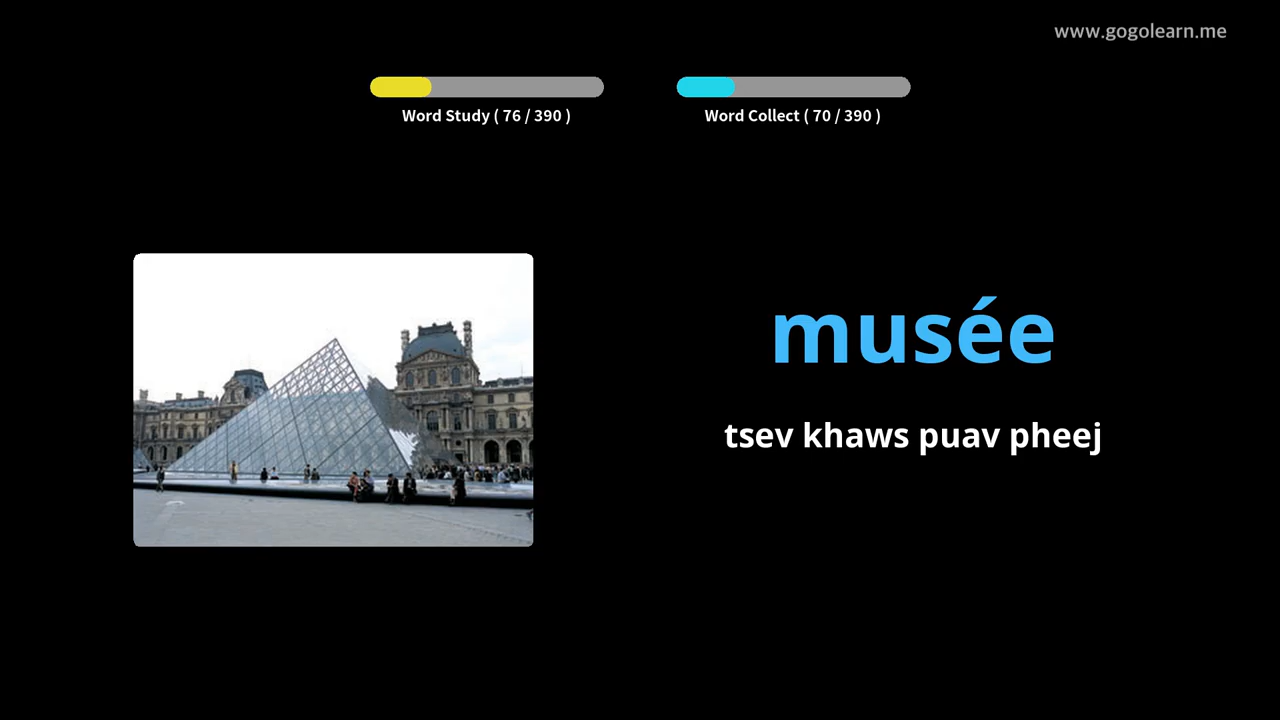 www.gogolearn.me
Word Study ( 76 / 390 )
Word Collect ( 70 / 390 )
musée
tsev khaws puav pheej